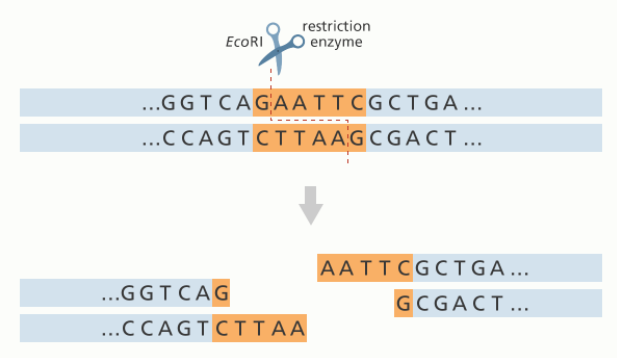 EcoRI
restriction
enzyme
...GGTCAGAATTCGCTGA...
...CCAGTCTTAAGCGACT...
AATTCGCTGA...
...GGTCAG
GCGACT...
...CCAGTCTTAA